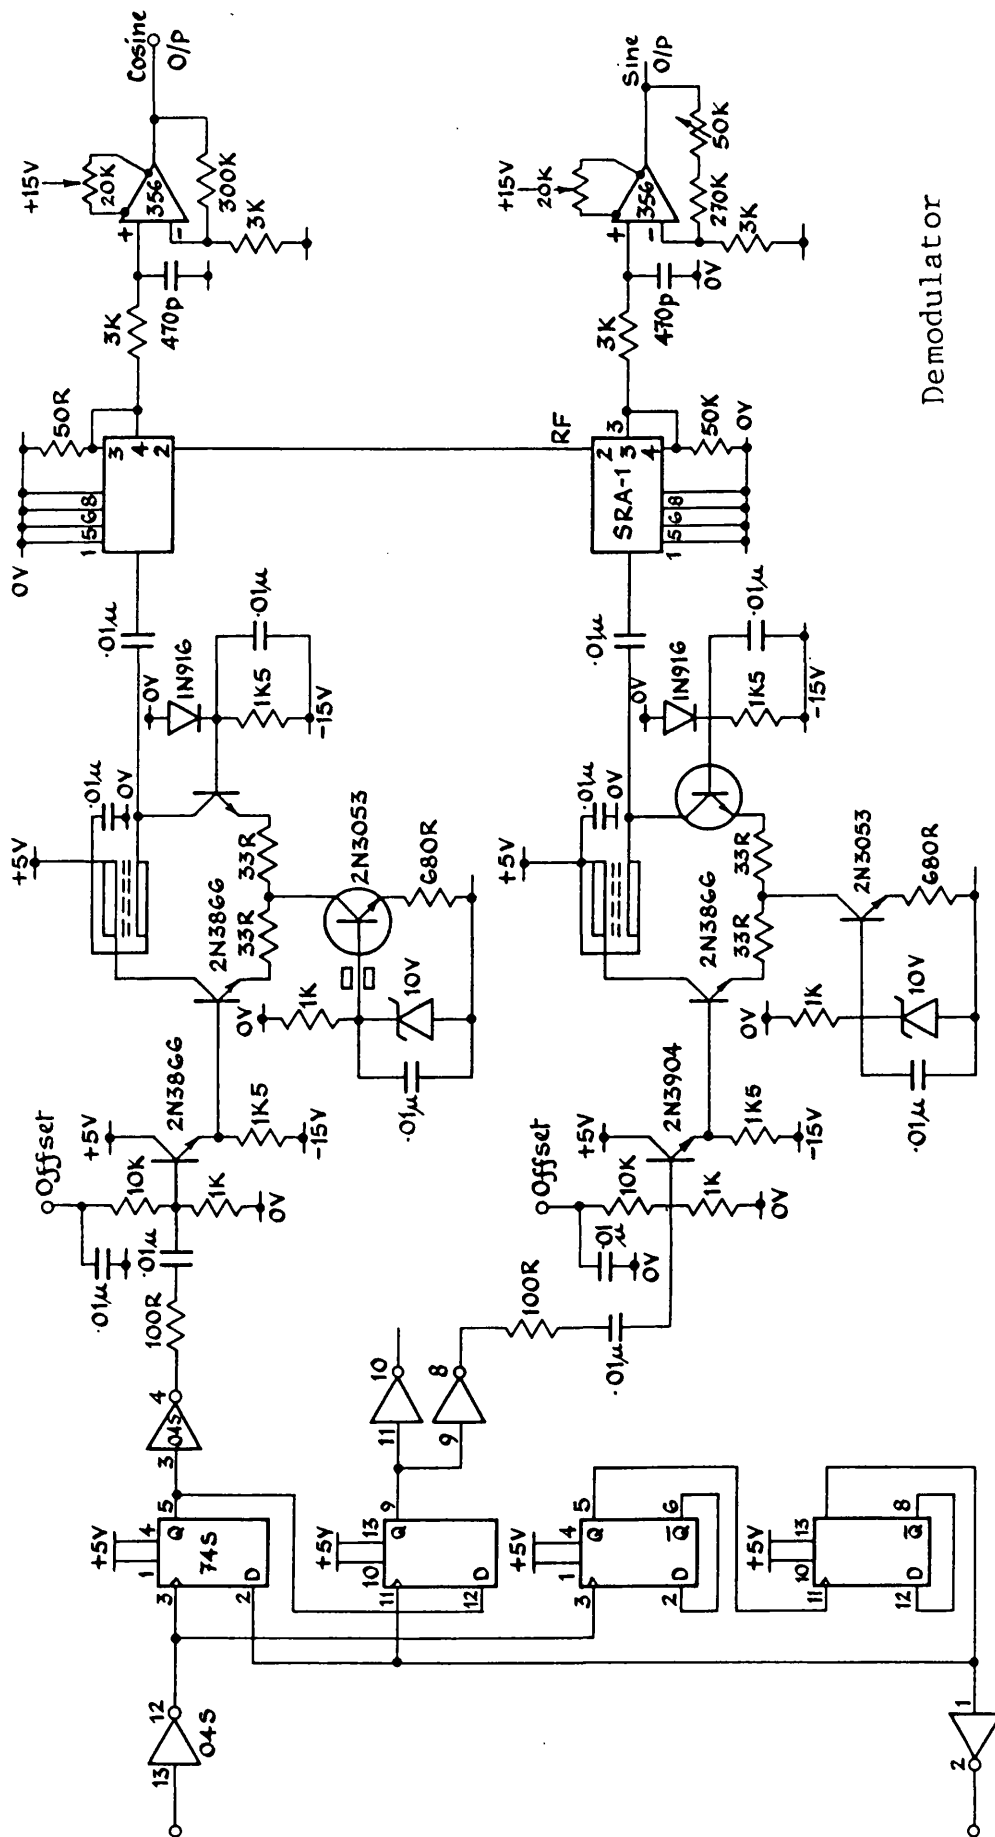 Cosine
O/P
+15V
20K
356
+
-
300K
3K
3K
470p
50R
3
4
2
0V
1 5 6 8
.01μ
0V
1N916
1K5
.01μ
-15V
+5V
.01μ
0V
2N3866
33R
33R
2N3053
680R
0V
1K
10V
.01μ
2N3866
+5V
1K5
-15V
Offset
10K
1K
0V
.01μ
.01μ
100R
4
04S
3
+5V
1 4
5
Q
74S
3
D
2
12
13
04S
Sine
O/P
+15V
20K
356
+
-
50K
270K
3K
3K
470p
0V
RF
3
2
3
4
SRA-1
50K
0V
1 5 6 8
.01μ
0V
1N916
1K5
.01μ
-15V
+5V
.01μ
0V
2N3866
33R
33R
2N3053
680R
0V
1K
10V
.01μ
2N3904
+5V
1K5
-15V
Offset
10K
1K
0V
.01μ
0V
100R
.01μ
10
11
8
9
+5V
10 13
9
Q
11
D
12
+5V
1 4
5
Q
Q̅
6
3
D
2
+5V
10 13
Q̅
8
11
D
12
1
2
Demodulator